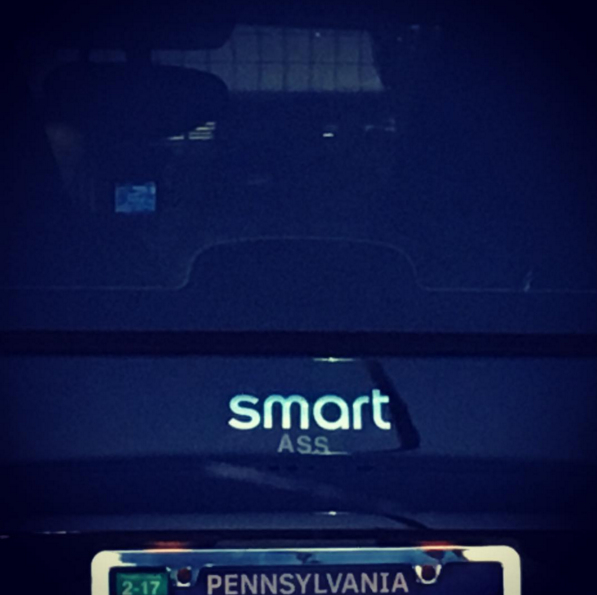 smart
ASS
2-17
PENNSYLVANIA